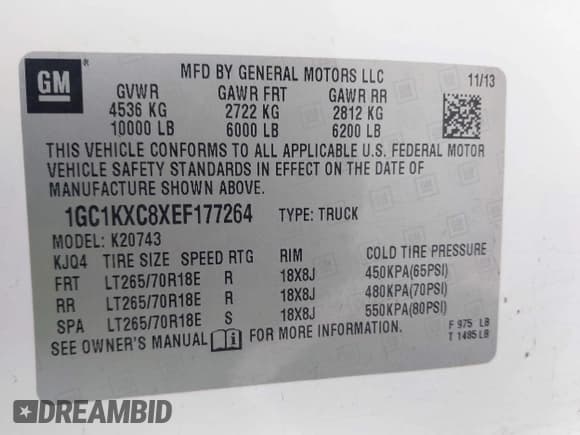 GM ®
MFD BY GENERAL MOTORS LLC 11/13
GVWR GAWR FRT GAWR RR
4536 KG 2722 KG 2812 KG
10000 LB 6000 LB 6200 LB
THIS VEHICLE CONFORMS TO ALL APPLICABLE U.S. FEDERAL MOTOR
VEHICLE SAFETY STANDARDS IN EFFECT ON THE DATE OF
MANUFACTURE SHOWN ABOVE.
1GC1KXC8XEF177264 TYPE: TRUCK
MODEL: K20743
KJQ4 TIRE SIZE SPEED RTG RIM COLD TIRE PRESSURE
FRT LT265/70R18E R 18X8J 450KPA(65PSI)
RR LT265/70R18E R 18X8J 480KPA(70PSI)
SPA LT265/70R18E S 18X8J 550KPA(80PSI)
SEE OWNER'S MANUAL FOR MORE INFORMATION.
F 975 LB
T 1485 LB
DREAMBID